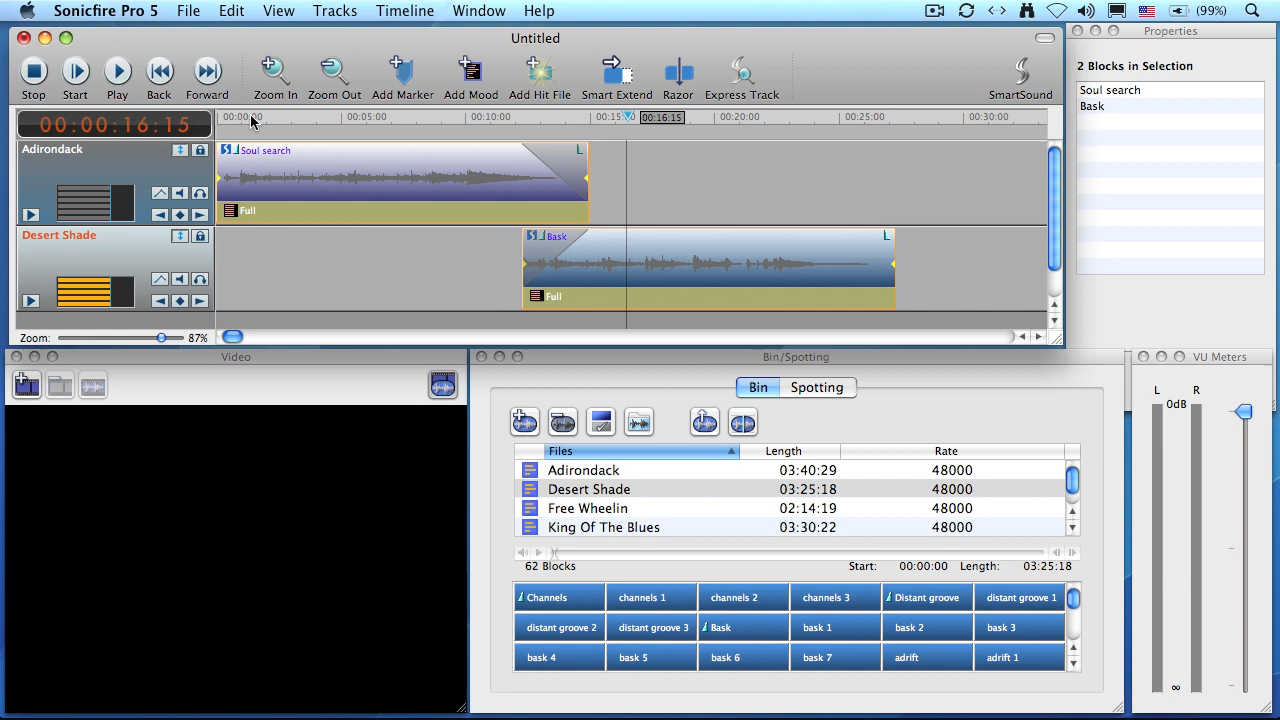 Sonicfire Pro 5 File Edit View Tracks Timeline Window Help (99%)
Untitled
Properties
Stop Start Play Back Forward Zoom In Zoom Out Add Marker Add Mood Add Hit File Smart Extend Razor Express Track SmartSound
2 Blocks in Selection
Soul search
Bask
00:00:16:15
00:05:00 00:10:00 00:16:15 00:20:00 00:25:00 00:30:00
Adirondack
Soul search
Full
Desert Shade
Bask
Full
Zoom: 87%
Video
Bin/Spotting
VU Meters
Bin Spotting
L R
0dB
Files Length Rate
Adirondack 03:40:29 48000
Desert Shade 03:25:18 48000
Free Wheelin 02:14:19 48000
King Of The Blues 03:30:22 48000
62 Blocks Start: 00:00:00 Length: 03:25:18
Channels channels 1 channels 2 channels 3 Distant groove distant groove 1
distant groove 2 distant groove 3 Bask bask 1 bask 2 bask 3
bask 4 bask 5 bask 6 bask 7 adrift adrift 1
∞